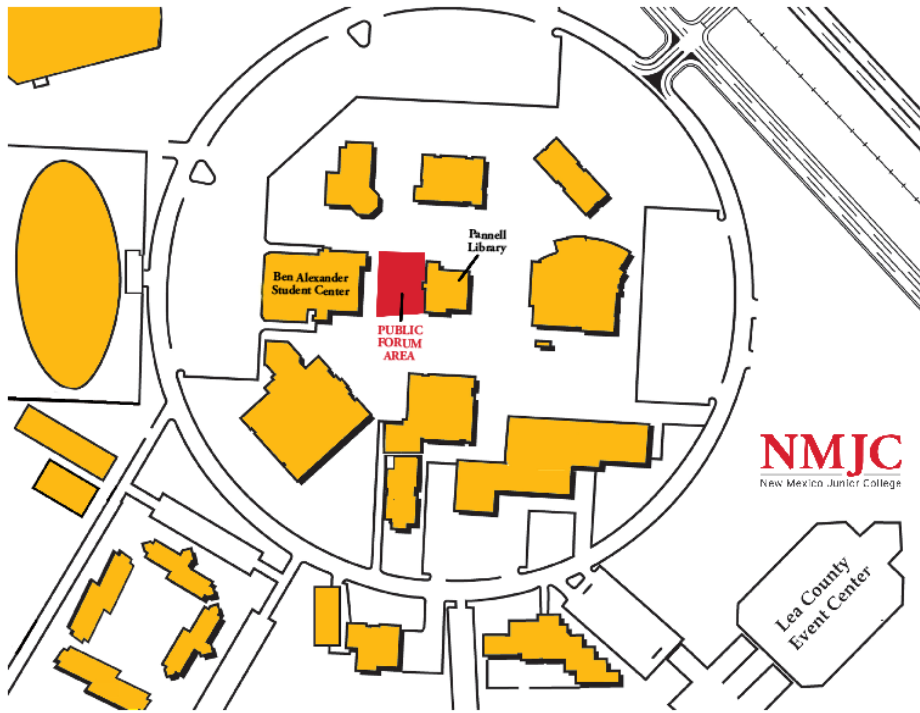 Pannell
Library
Ben Alexander
Student Center
PUBLIC
FORUM
AREA
NMJC
New Mexico Junior College
Lea County
Event Center